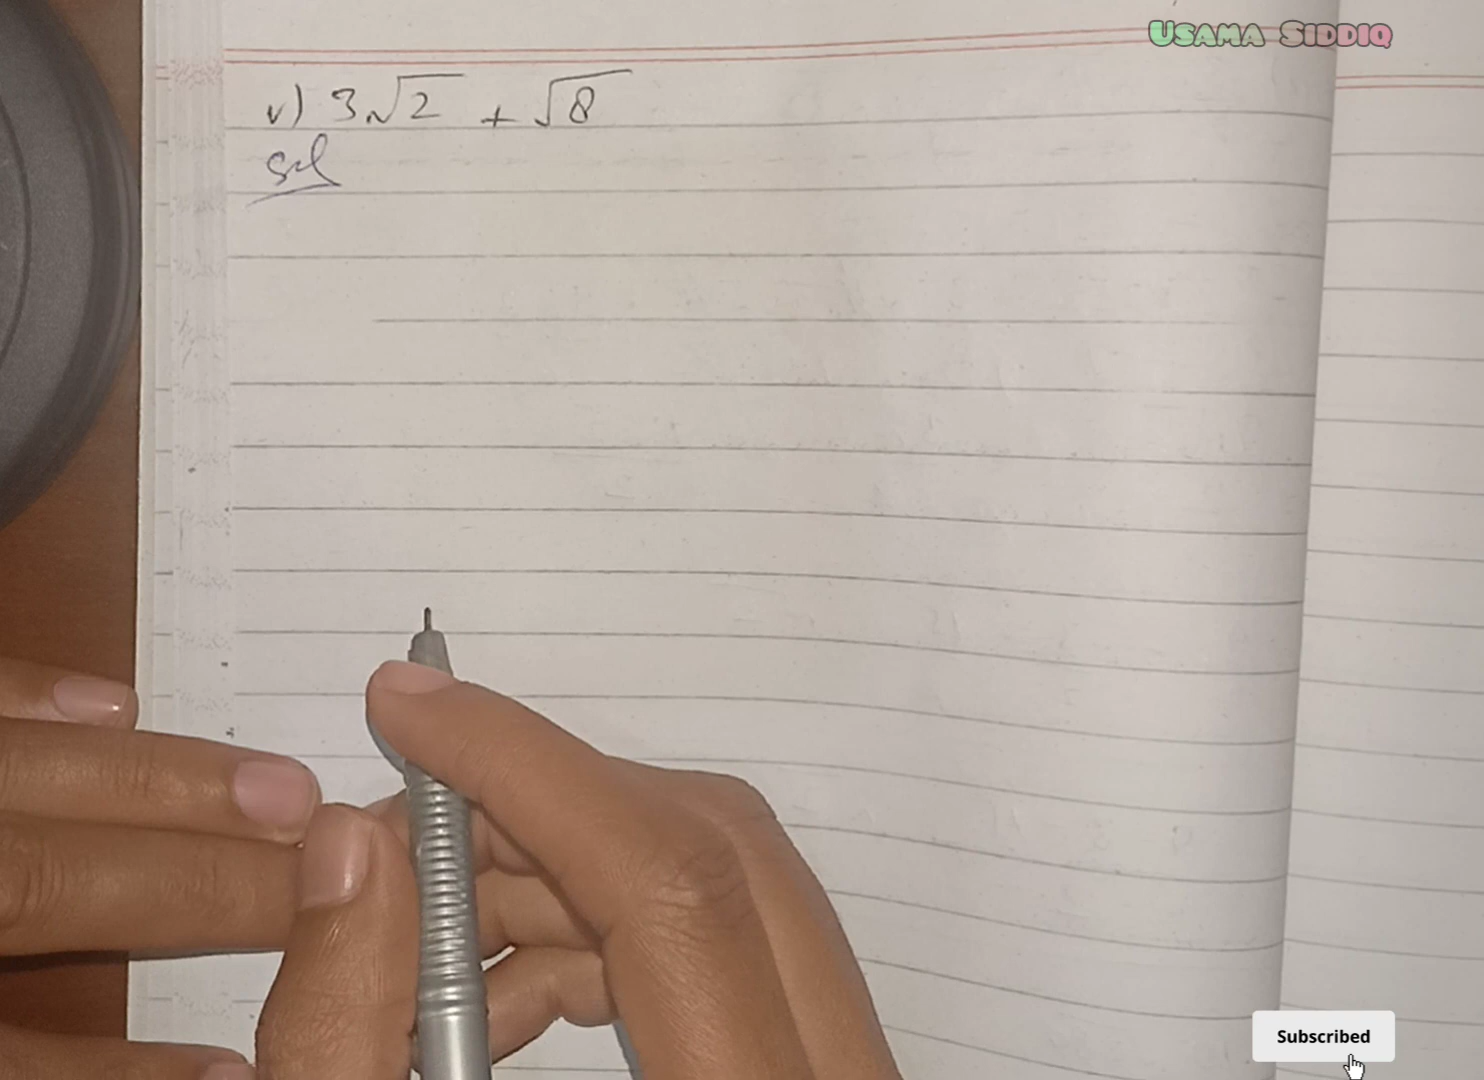 Usama Siddiq
v) 3√2 + √8
Sol
Subscribed